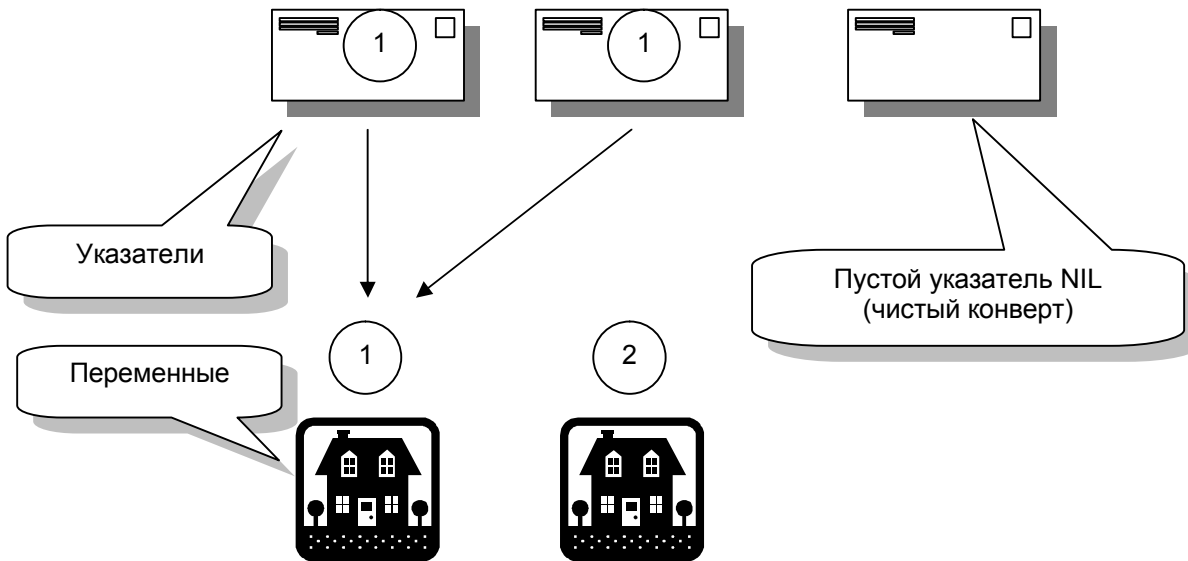 1
1
Указатели
Пустой указатель NIL
(чистый конверт)
1
2
Переменные